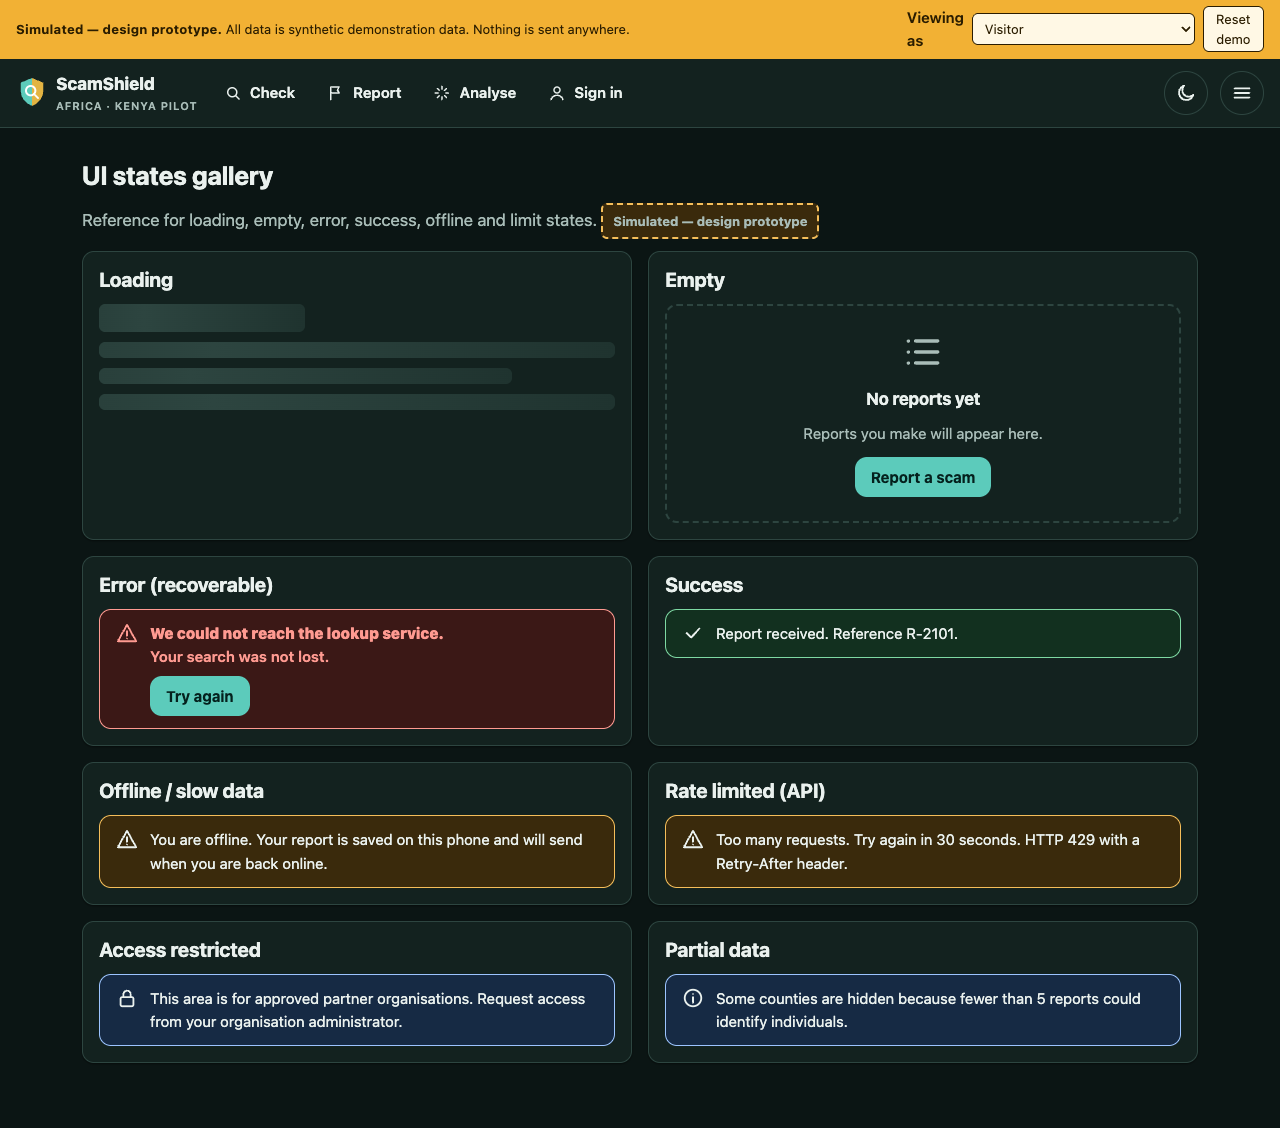 Simulated — design prototype. All data is synthetic demonstration data. Nothing is sent anywhere.
Viewing as
Visitor
Reset demo
ScamShield
AFRICA · KENYA PILOT
Check
Report
Analyse
Sign in
UI states gallery
Reference for loading, empty, error, success, offline and limit states. Simulated — design prototype
Loading
Empty
No reports yet
Reports you make will appear here.
Report a scam
Error (recoverable)
We could not reach the lookup service.
Your search was not lost.
Try again
Success
Report received. Reference R-2101.
Offline / slow data
You are offline. Your report is saved on this phone and will send
when you are back online.
Rate limited (API)
Too many requests. Try again in 30 seconds. HTTP 429 with a
Retry-After header.
Access restricted
This area is for approved partner organisations. Request access
from your organisation administrator.
Partial data
Some counties are hidden because fewer than 5 reports could
identify individuals.